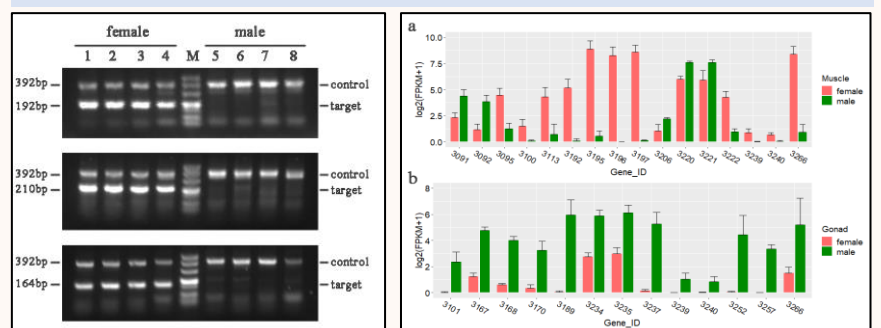 female male
1 2 3 4 M 5 6 7 8
392bp control
192bp target
392bp control
210bp target
392bp control
164bp target
a
10.0
7.5
5.0
2.5
0.0
log2(FPKM+1)
3091 3092 3095 3100 3113 3192 3195 3196 3197 3206 3220 3221 3222 3239 3240 3266
Gene_ID
Muscle
female
male
b
8
6
4
2
0
log2(FPKM+1)
3101 3167 3168 3170 3189 3234 3235 3237 3239 3240 3252 3257 3266
Gene_ID
Gonad
female
male